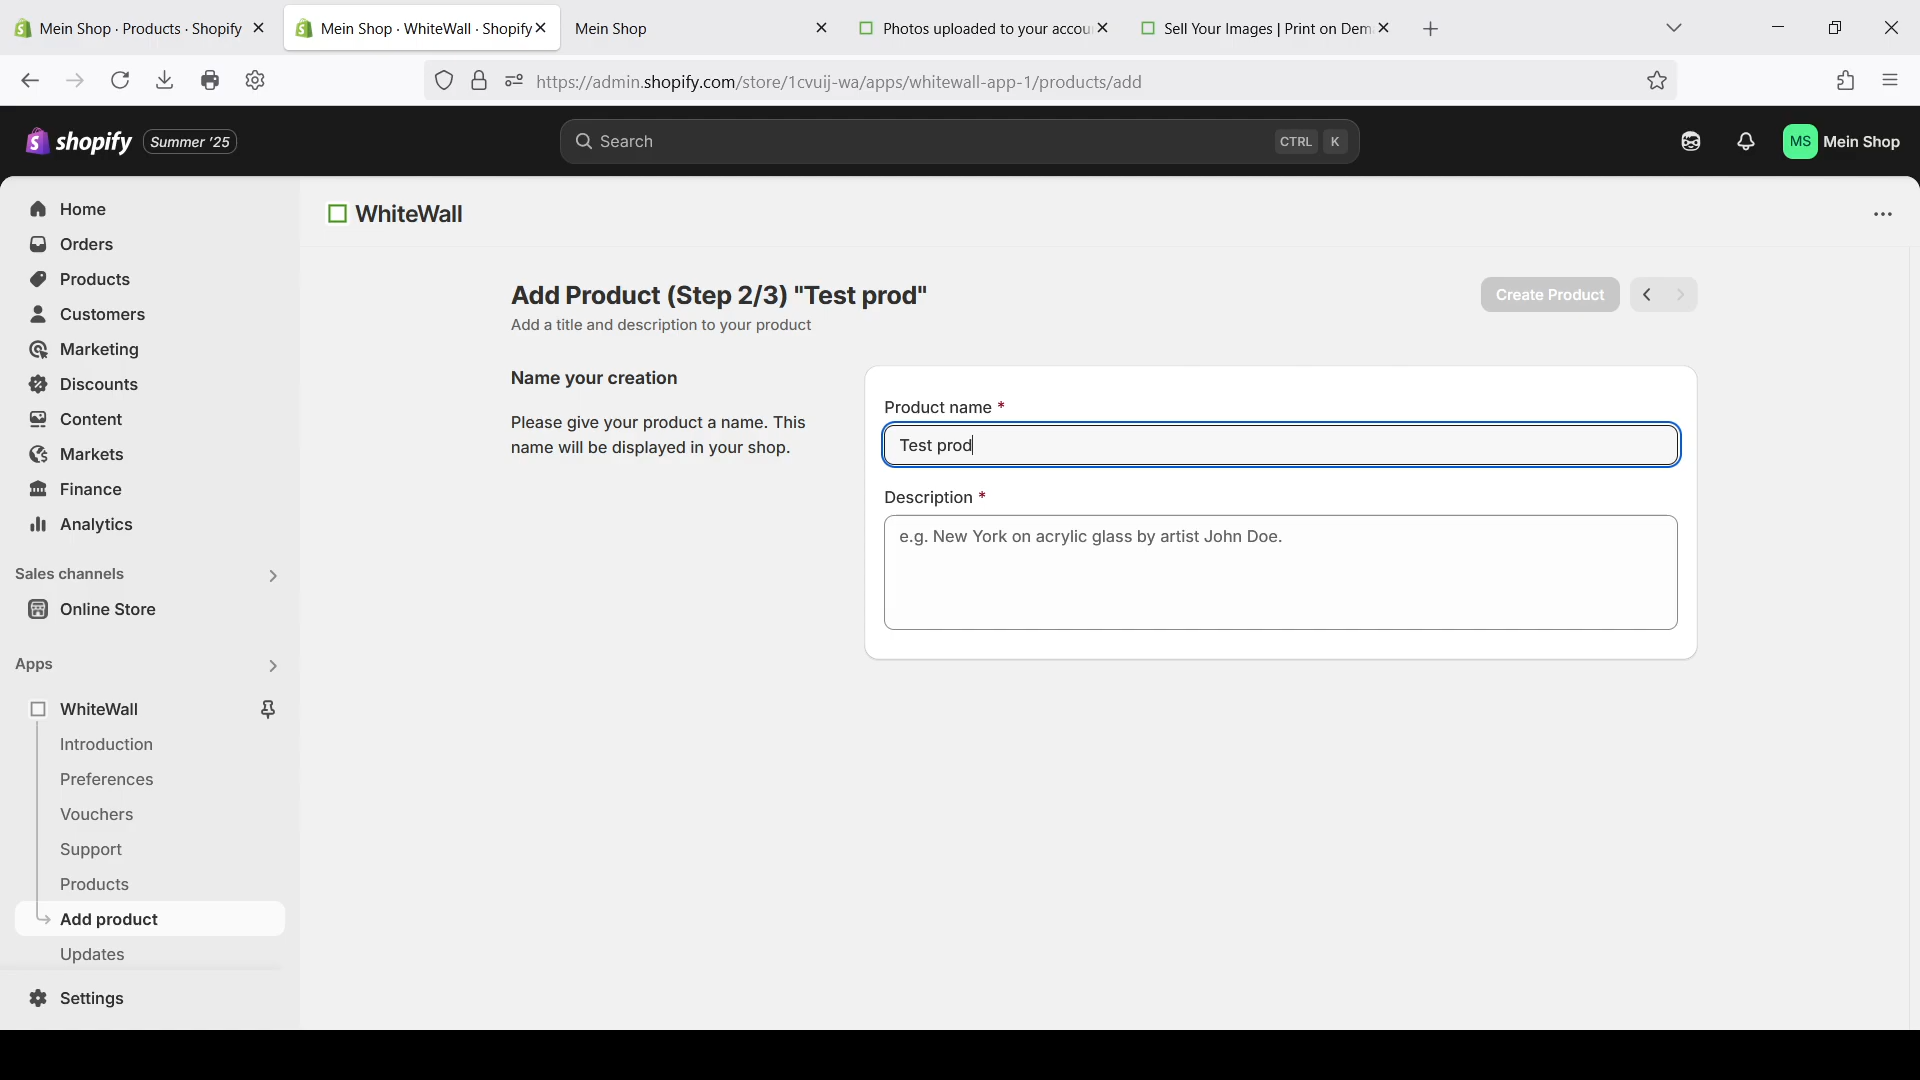 Mein Shop · Products · Shopify
Mein Shop · WhiteWall · Shopify
Mein Shop
Photos uploaded to your accou
Sell Your Images | Print on Dem
https://admin.shopify.com/store/1cvuij-wa/apps/whitewall-app-1/products/add
shopify
Summer '25
Search
CTRL K
MS
Mein Shop
Home
Orders
Products
Customers
Marketing
Discounts
Content
Markets
Finance
Analytics
Sales channels
Online Store
Apps
WhiteWall
Introduction
Preferences
Vouchers
Support
Products
Add product
Updates
Settings
WhiteWall
Add Product (Step 2/3) "Test prod"
Add a title and description to your product
Create Product
Name your creation
Please give your product a name. This
name will be displayed in your shop.
Product name *
Test prod
Description *
e.g. New York on acrylic glass by artist John Doe.